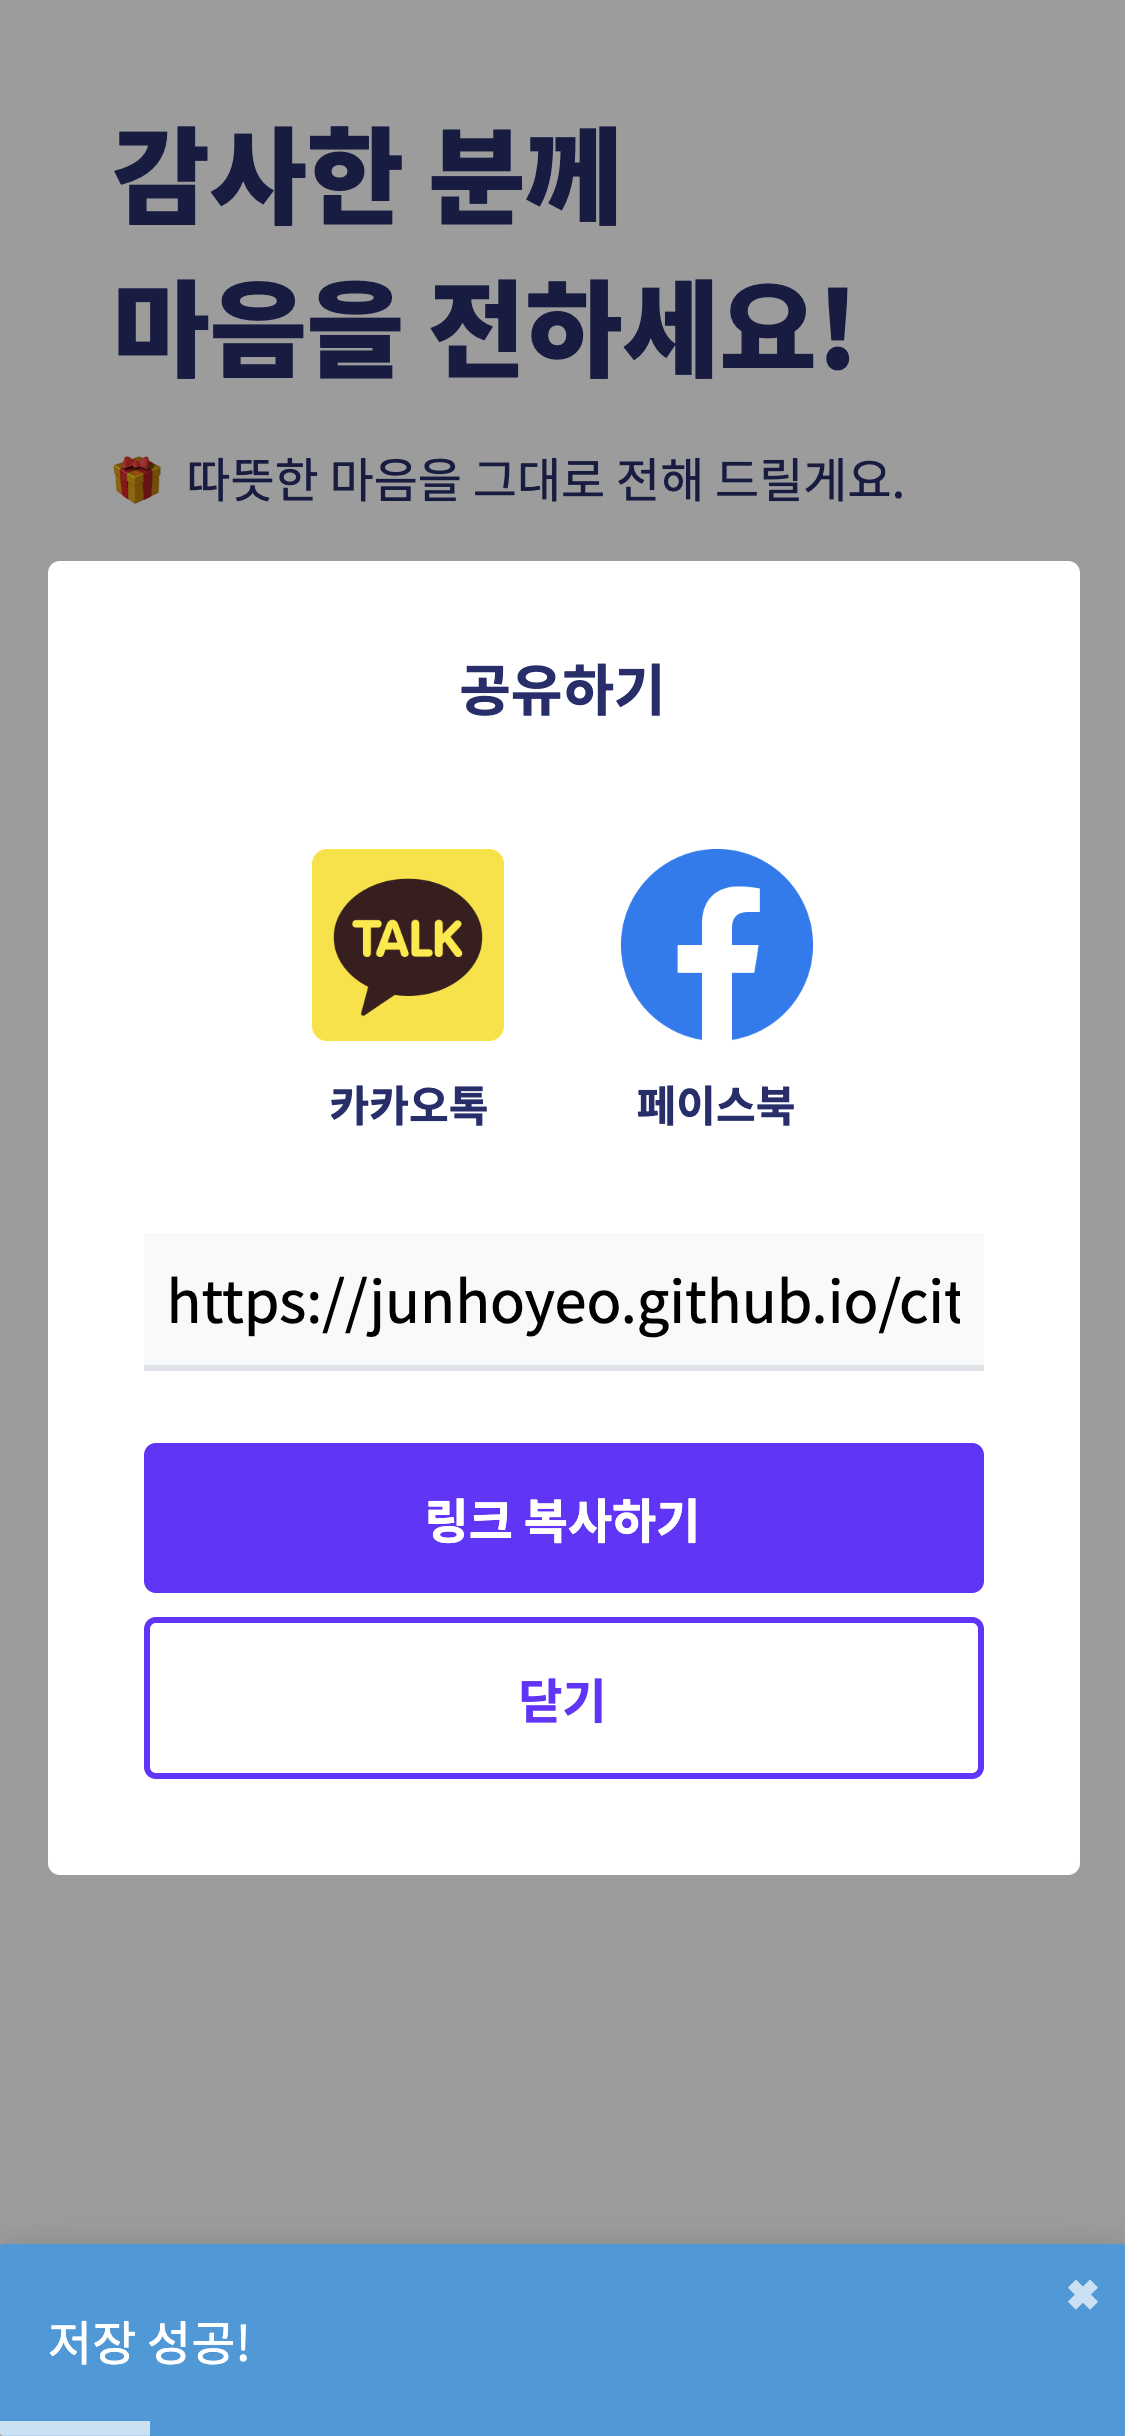 감사한 분께
마음을 전하세요!
따뜻한 마음을 그대로 전해 드릴게요.
공유하기
TALK
카카오톡
페이스북
https://junhoyeo.github.io/cit
링크 복사하기
닫기
저장 성공!